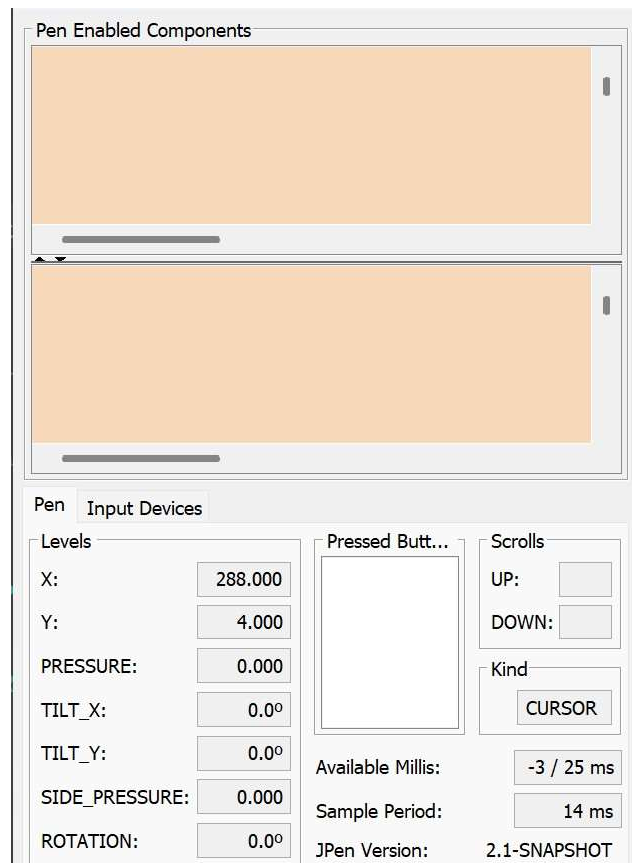 Pen Enabled Components
Pen
Input Devices
Levels
X: 288.000
Y: 4.000
PRESSURE: 0.000
TILT_X: 0.0º
TILT_Y: 0.0º
SIDE_PRESSURE: 0.000
ROTATION: 0.0º
Pressed Butt...
Scrolls
UP:
DOWN:
Kind
CURSOR
Available Millis: -3 / 25 ms
Sample Period: 14 ms
JPen Version: 2.1-SNAPSHOT